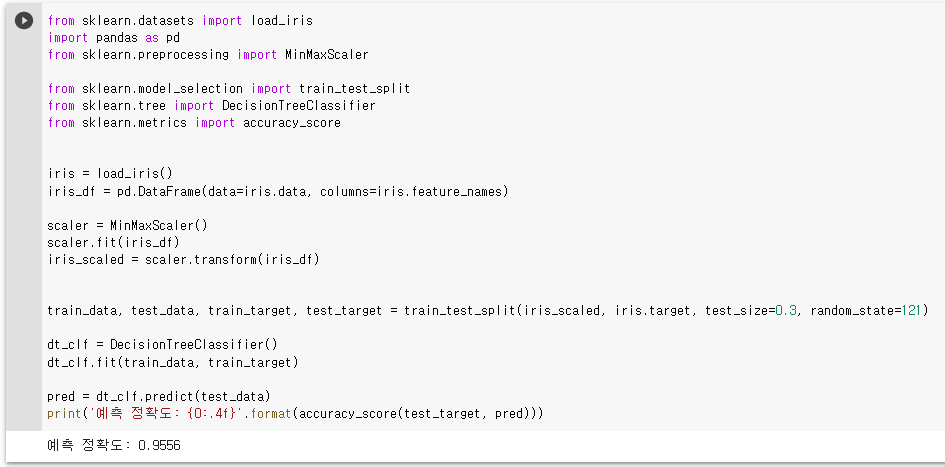 from sklearn.datasets import load_iris
import pandas as pd
from sklearn.preprocessing import MinMaxScaler
from sklearn.model_selection import train_test_split
from sklearn.tree import DecisionTreeClassifier
from sklearn.metrics import accuracy_score
iris = load_iris()
iris_df = pd.DataFrame(data=iris.data, columns=iris.feature_names)
scaler = MinMaxScaler()
scaler.fit(iris_df)
iris_scaled = scaler.transform(iris_df)
train_data, test_data, train_target, test_target = train_test_split(iris_scaled, iris.target, test_size=0.3, random_state=121)
dt_clf = DecisionTreeClassifier()
dt_clf.fit(train_data, train_target)
pred = dt_clf.predict(test_data)
print('예측 정확도: {0:.4f}'.format(accuracy_score(test_target, pred)))
예측 정확도: 0.9556